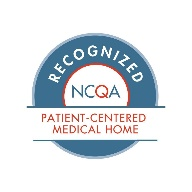 RECOGNIZED
NCQA
PATIENT-CENTERED
MEDICAL HOME